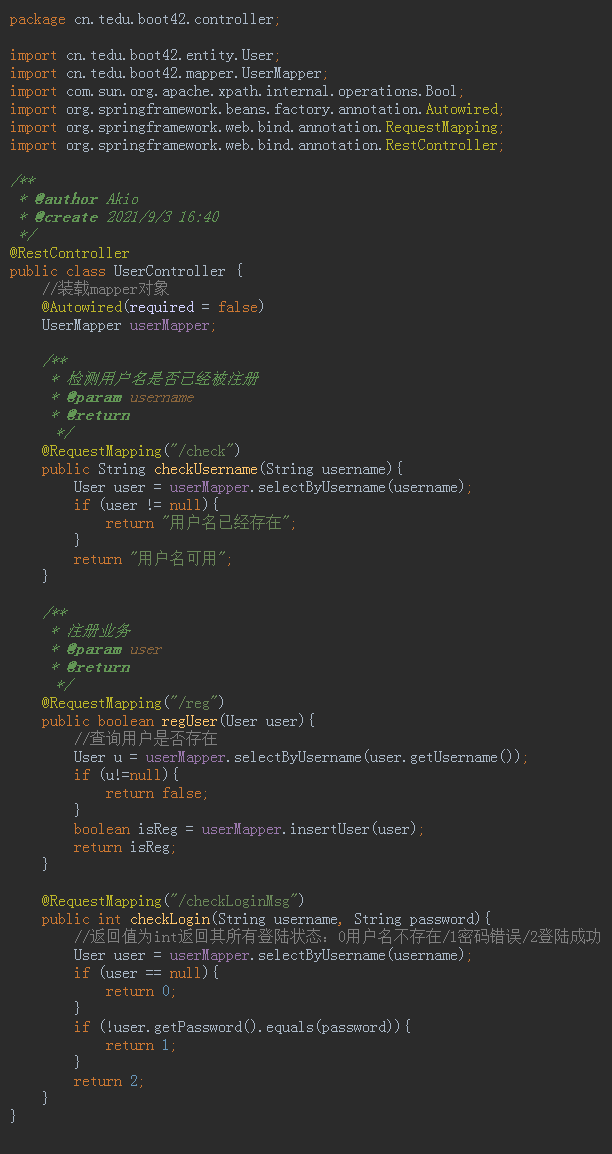 package cn.tedu.boot42.controller;
import cn.tedu.boot42.entity.User;
import cn.tedu.boot42.mapper.UserMapper;
import com.sun.org.apache.xpath.internal.operations.Bool;
import org.springframework.beans.factory.annotation.Autowired;
import org.springframework.web.bind.annotation.RequestMapping;
import org.springframework.web.bind.annotation.RestController;
/**
 * @author Akio
 * @create 2021/9/3 16:40
 */
@RestController
public class UserController {
    //装载mapper对象
    @Autowired(required = false)
    UserMapper userMapper;
    /**
     * 检测用户名是否已经被注册
     * @param username
     * @return
     */
    @RequestMapping("/check")
    public String checkUsername(String username){
        User user = userMapper.selectByUsername(username);
        if (user != null){
            return "用户名已经存在";
        }
        return "用户名可用";
    }
    /**
     * 注册业务
     * @param user
     * @return
     */
    @RequestMapping("/reg")
    public boolean regUser(User user){
        //查询用户是否存在
        User u = userMapper.selectByUsername(user.getUsername());
        if (u!=null){
            return false;
        }
        boolean isReg = userMapper.insertUser(user);
        return isReg;
    }
    @RequestMapping("/checkLoginMsg")
    public int checkLogin(String username, String password){
        //返回值为int返回其所有登陆状态：0用户名不存在/1密码错误/2登陆成功
        User user = userMapper.selectByUsername(username);
        if (user == null){
            return 0;
        }
        if (!user.getPassword().equals(password)){
            return 1;
        }
        return 2;
    }
}